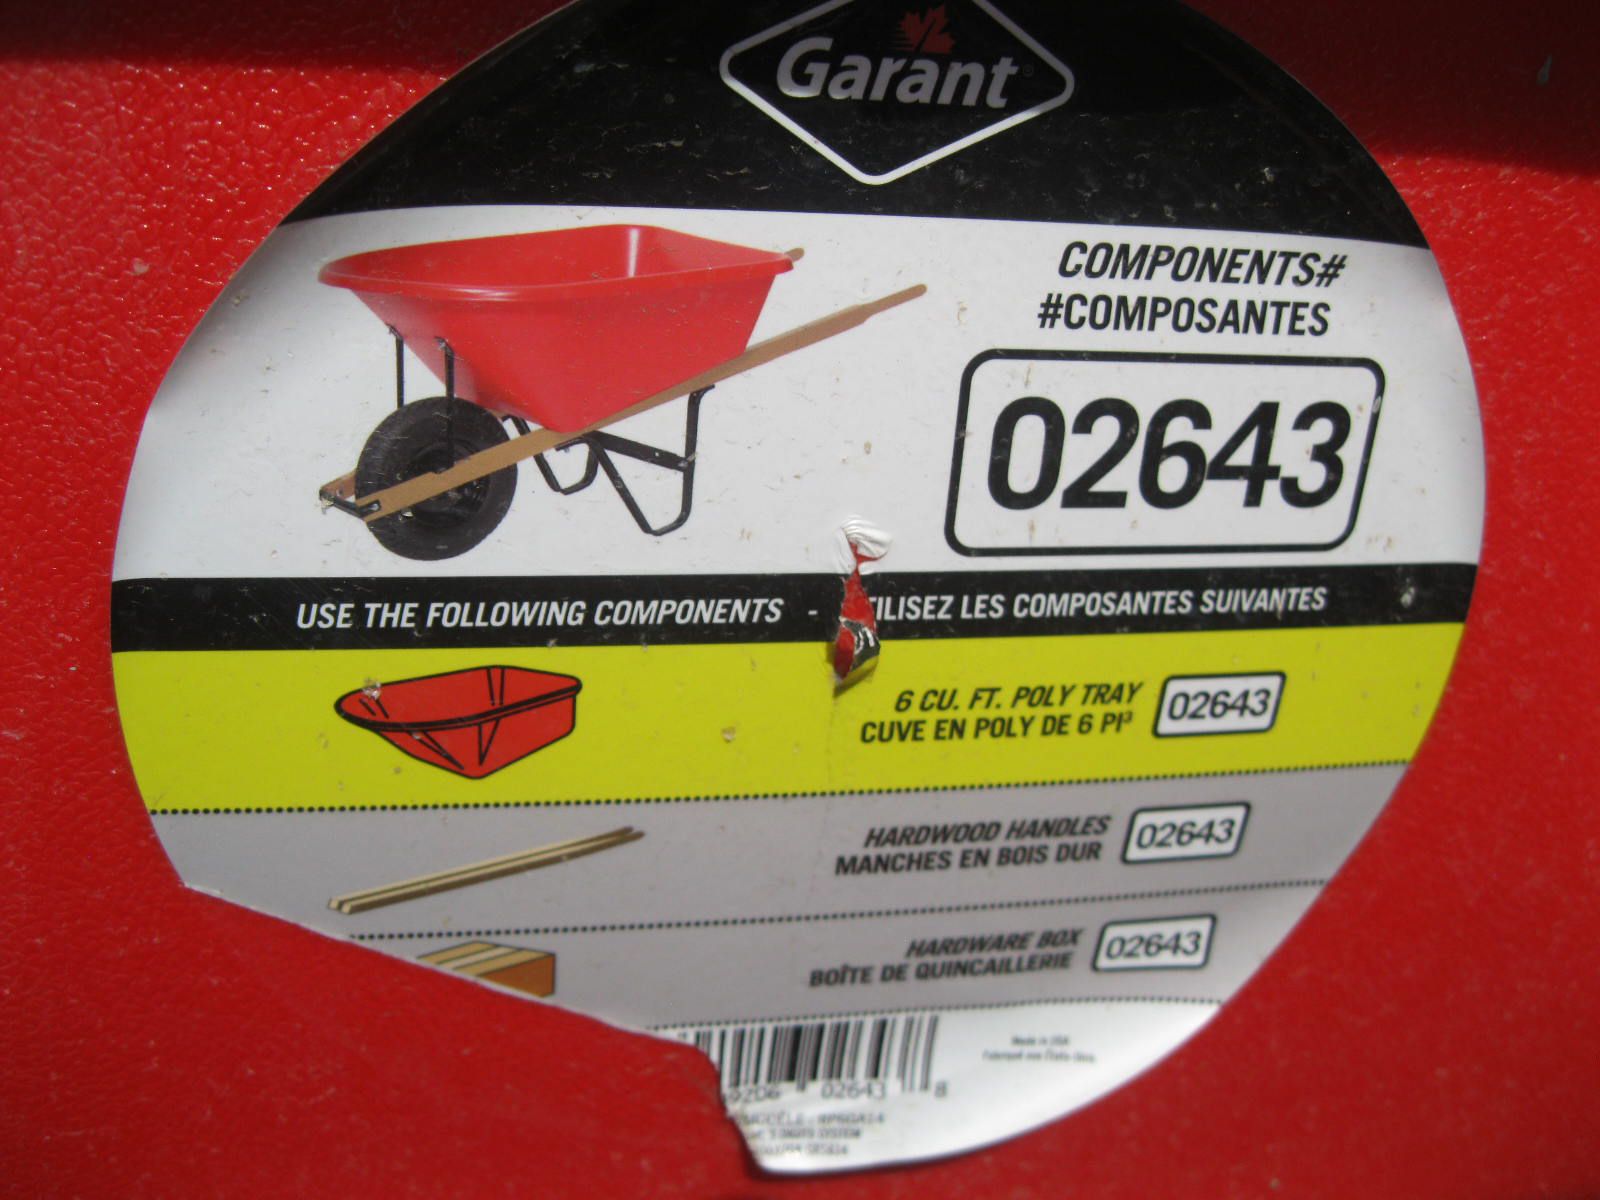 Garant
COMPONENTS#
#COMPOSANTES
02643
USE THE FOLLOWING COMPONENTS - TILISEZ LES COMPOSANTES SUIVANTES
6 CU. FT. POLY TRAY
CUVE EN POLY DE 6 PI³
02643
HARDWOOD HANDLES
MANCHES EN BOIS DUR
02643
HARDWARE BOX
BOÎTE DE QUINCAILLERIE
02643
Made in USA
02643 8